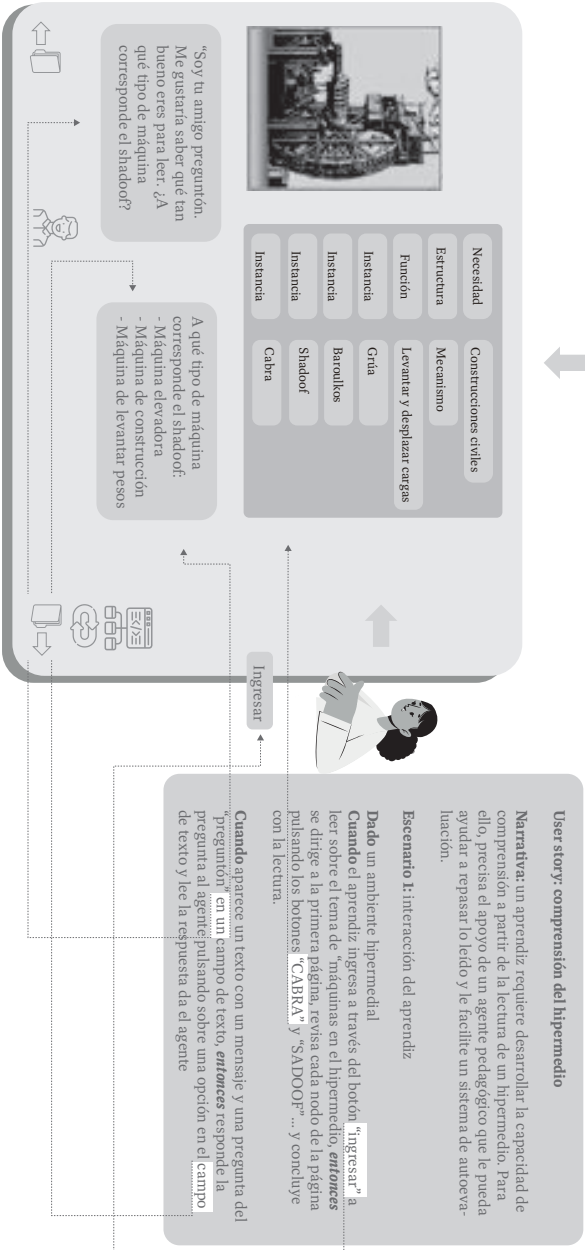 User story: comprensión del hipermedio
Narrativa: un aprendiz requiere desarrollar la capacidad de
comprensión a partir de la lectura de un hipermedio. Para
ello, precisa el apoyo de un agente pedagógico que le pueda
ayudar a repasar lo leído y le facilite un sistema de autoeva-
luación.
Escenario 1: interacción del aprendiz
Dado un ambiente hipermedial
Cuando el aprendiz ingresa a través del botón “ingresar” a
leer sobre el tema de “máquinas en el hipermedio, entonces
se dirige a la primera página, revisa cada nodo de la página
pulsando los botones “CABRA” y “SADOOF” ... y concluye
con la lectura.
Cuando aparece un texto con un mensaje y una pregunta del
“preguntón” en un campo de texto, entonces responde la
pregunta al agente pulsando sobre una opción en el campo
de texto y lee la respuesta da el agente
Ingresar
Necesidad
Construcciones civiles
Estructura
Mecanismo
Función
Levantar y desplazar cargas
Instancia
Grúa
Instancia
Baroulkos
Instancia
Shadoof
Instancia
Cabra
“Soy tu amigo preguntón.
Me gustaría saber qué tan
bueno eres para leer. ¿A
qué tipo de máquina
corresponde el shadoof?
A qué tipo de máquina
corresponde el shadoof:
- Máquina elevadora
- Máquina de construcción
- Máquina de levantar pesos